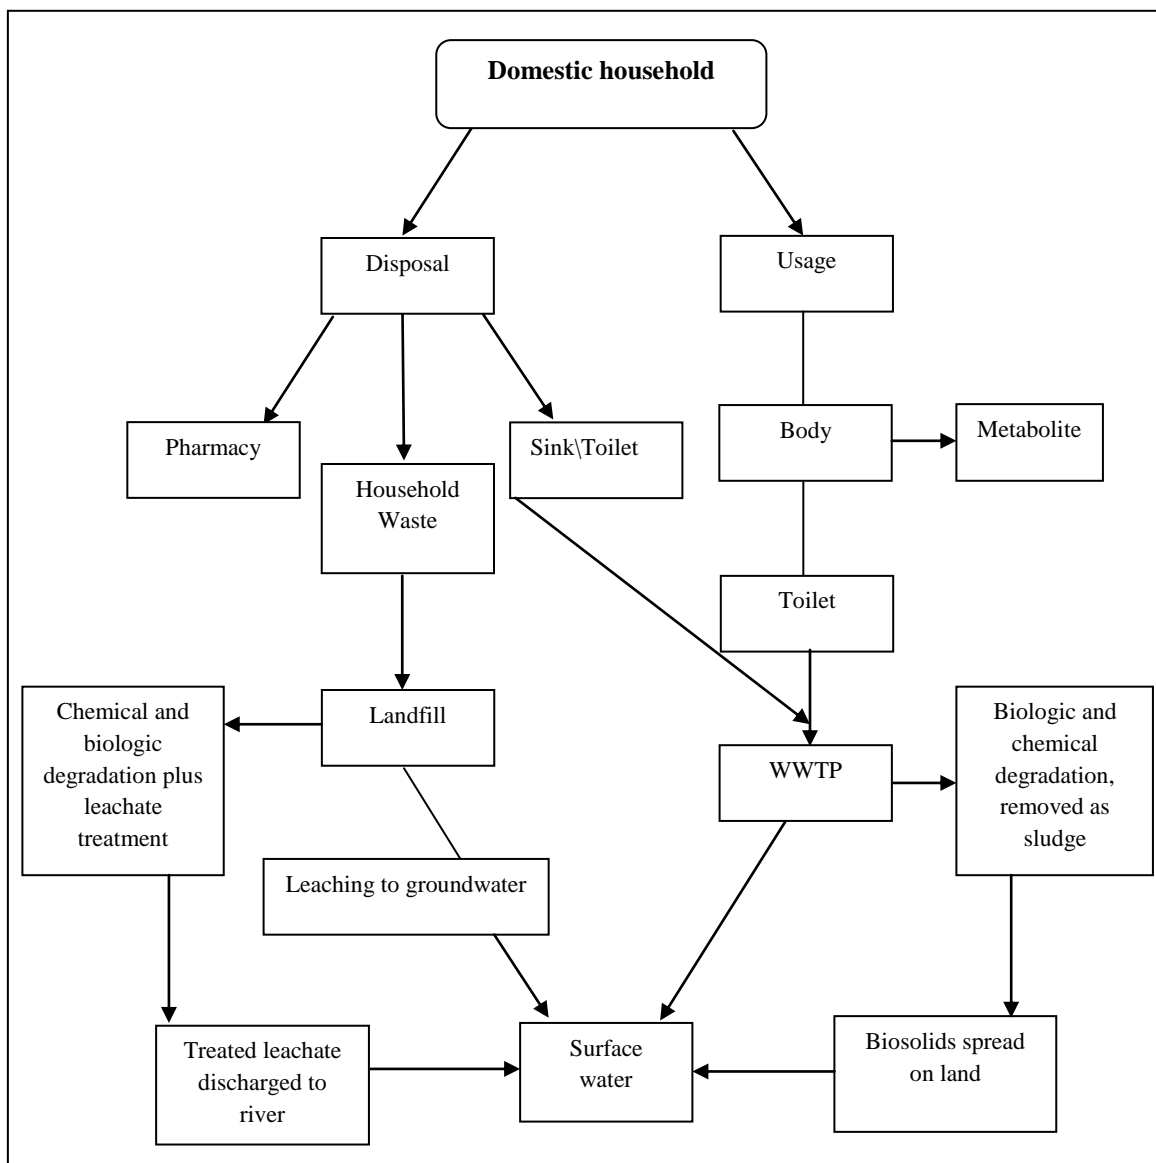 Domestic household
Disposal
Usage
Pharmacy
Sink\Toilet
Body
Metabolite
Household
Waste
Toilet
Landfill
Chemical and
biologic
degradation plus
leachate
treatment
WWTP
Biologic and
chemical
degradation,
removed as
sludge
Leaching to groundwater
Treated leachate
discharged to
river
Surface
water
Biosolids spread
on land